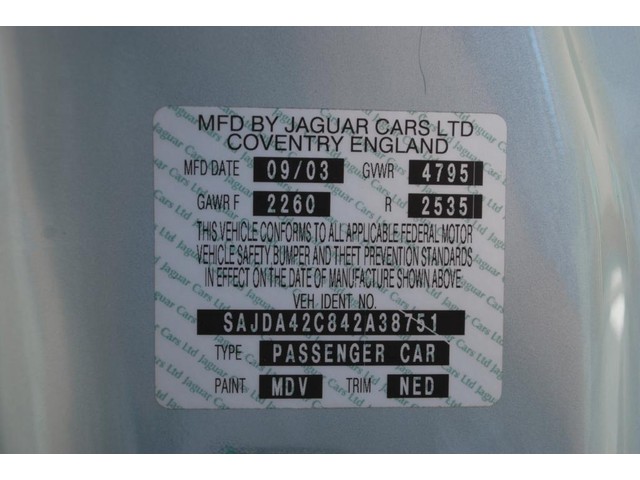 MFD BY JAGUAR CARS LTD
COVENTRY ENGLAND
MFD DATE 09/03 GVWR 4795
GAWR F 2260 R 2535
THIS VEHICLE CONFORMS TO ALL APPLICABLE FEDERAL MOTOR
VEHICLE SAFETY BUMPER AND THEFT PREVENTION STANDARDS
IN EFFECT ON THE DATE OF MANUFACTURE SHOWN ABOVE.
VEH IDENT NO.
SAJDA42C842A38751
TYPE PASSENGER CAR
PAINT MDV TRIM NED